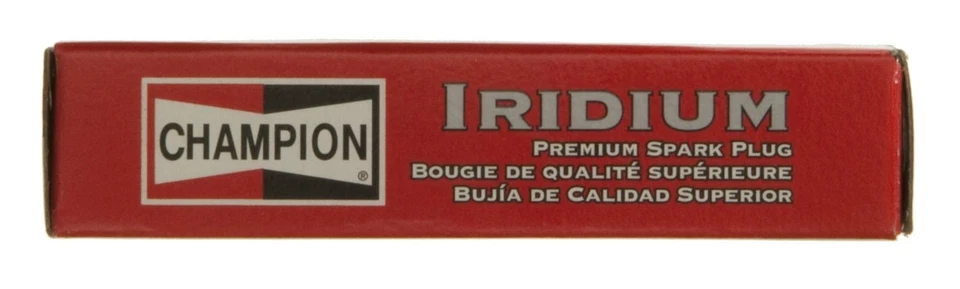 CHAMPION
®
IRIDIUM
PREMIUM SPARK PLUG
BOUGIE DE QUALITÉ SUPÉRIEURE
BUJÍA DE CALIDAD SUPERIOR